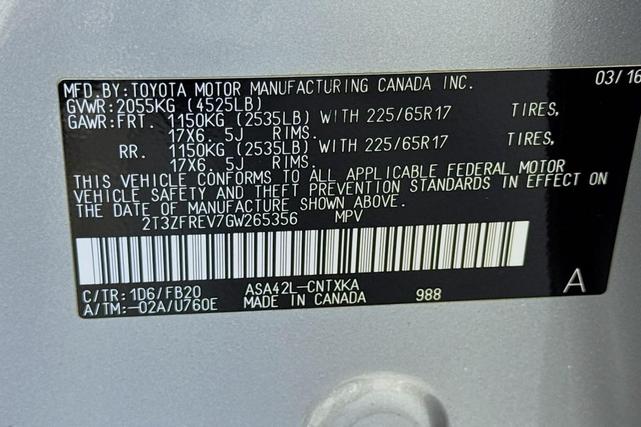 MFD.BY:TOYOTA MOTOR MANUFACTURING CANADA INC. 03/16
GVWR:2055KG (4525LB)
GAWR:FRT. 1150KG (2535LB) WITH 225/65R17 TIRES,
17X6. 5J RIMS.
RR. 1150KG (2535LB) WITH 225/65R17 TIRES,
17X6. 5J RIMS.
THIS VEHICLE CONFORMS TO ALL APPLICABLE FEDERAL MOTOR
VEHICLE SAFETY AND THEFT PREVENTION STANDARDS IN EFFECT ON
THE DATE OF MANUFACTURE SHOWN ABOVE.
2T3ZFREV7GW265356 MPV
C/TR:1D6/FB20 ASA42L-CNTXKA
A/TM:-02A/U760E MADE IN CANADA 988 A